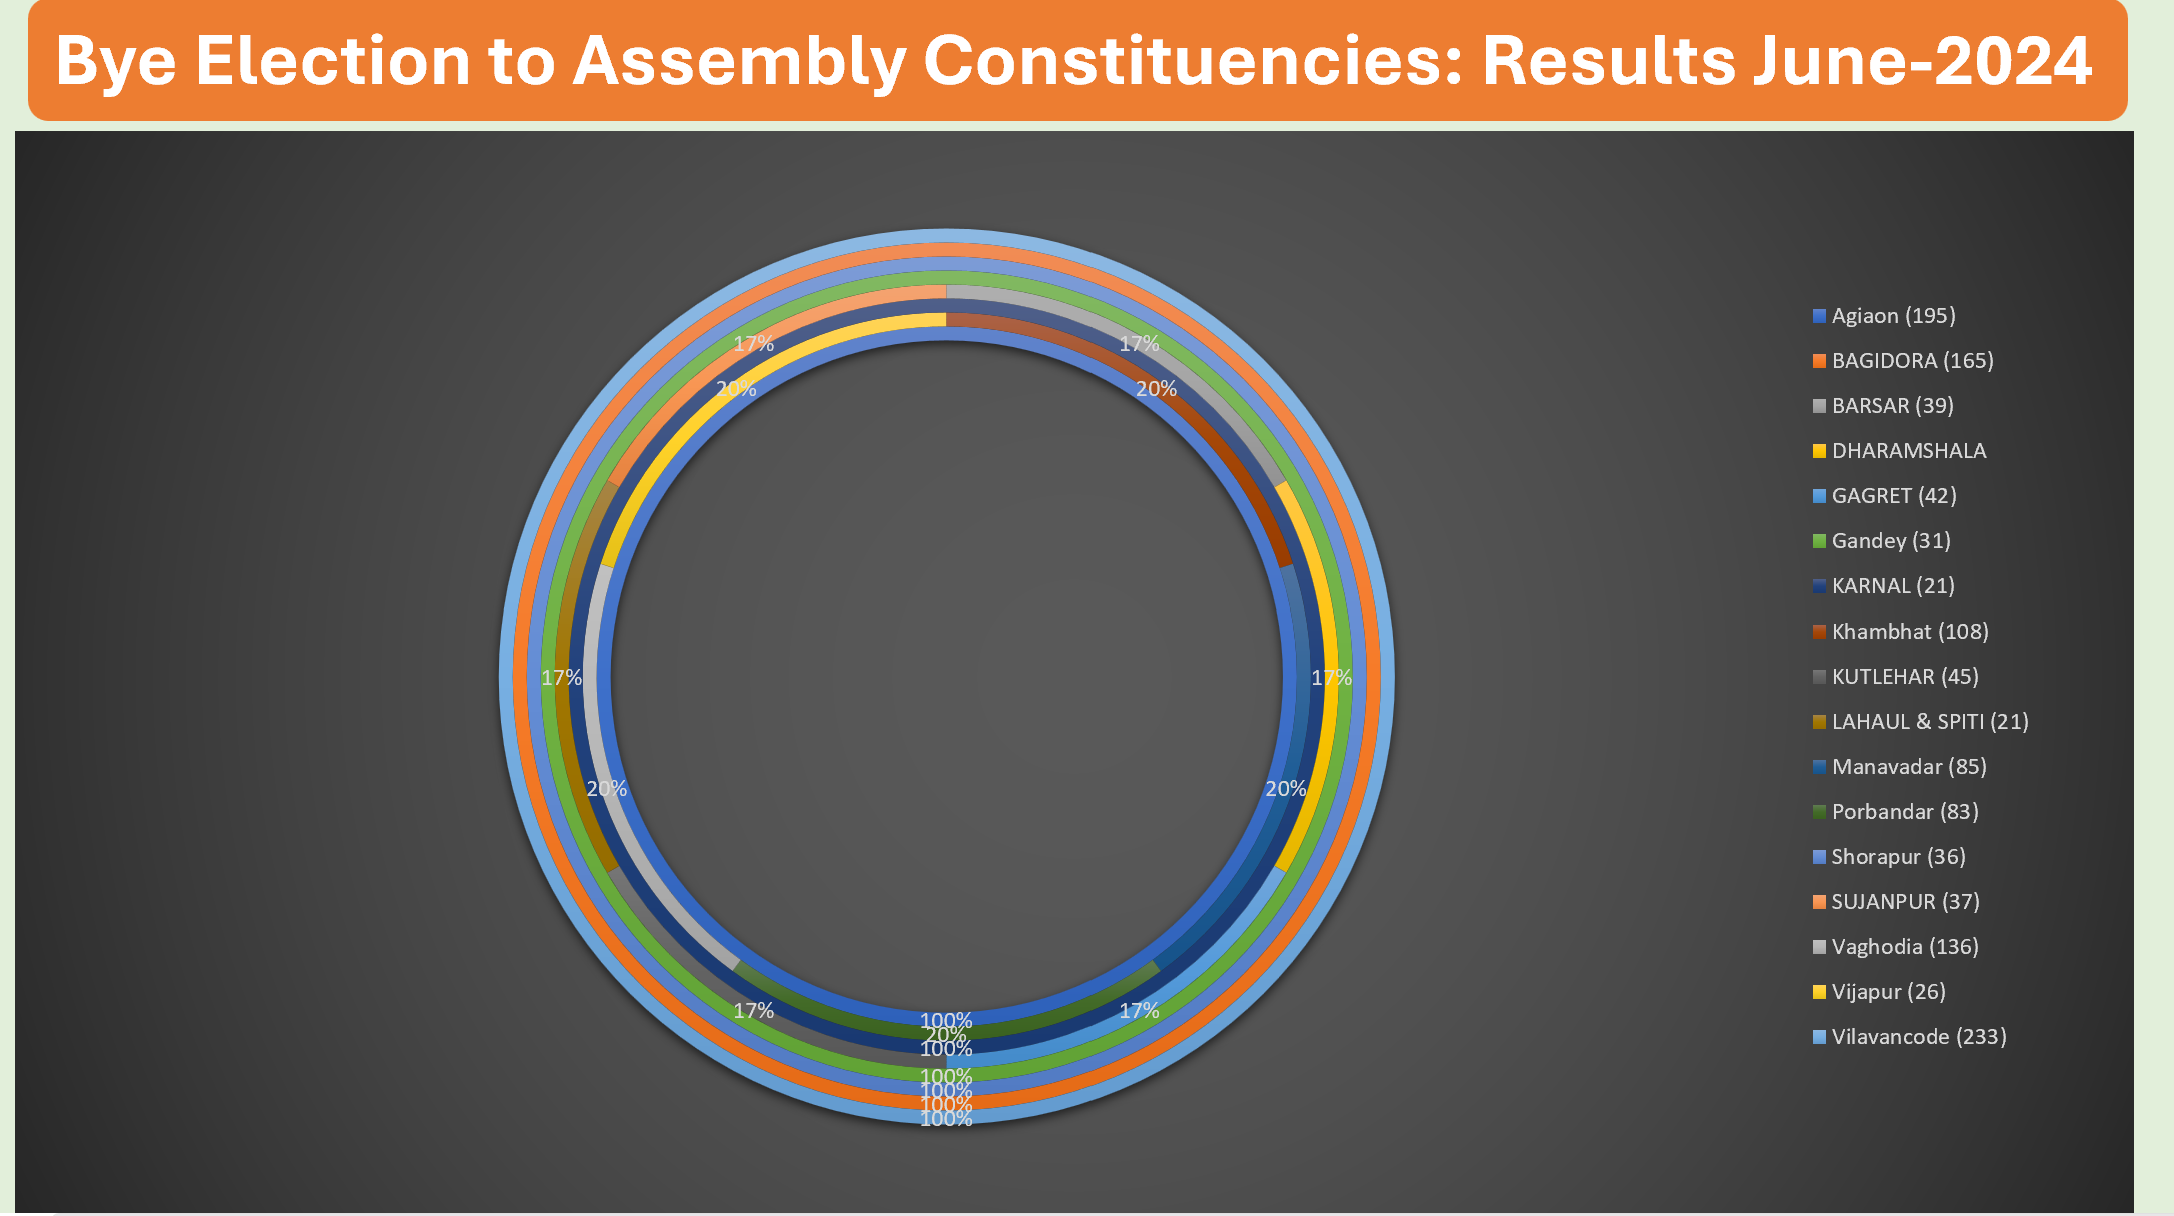 Bye Election to Assembly Constituencies: Results June-2024
17%
17%
20%
20%
17%
17%
20%
20%
17%
17%
100%
20%
100%
100%
100%
100%
100%
Agiaon (195)
BAGIDORA (165)
BARSAR (39)
DHARAMSHALA
GAGRET (42)
Gandey (31)
KARNAL (21)
Khambhat (108)
KUTLEHAR (45)
LAHAUL & SPITI (21)
Manavadar (85)
Porbandar (83)
Shorapur (36)
SUJANPUR (37)
Vaghodia (136)
Vijapur (26)
Vilavancode (233)